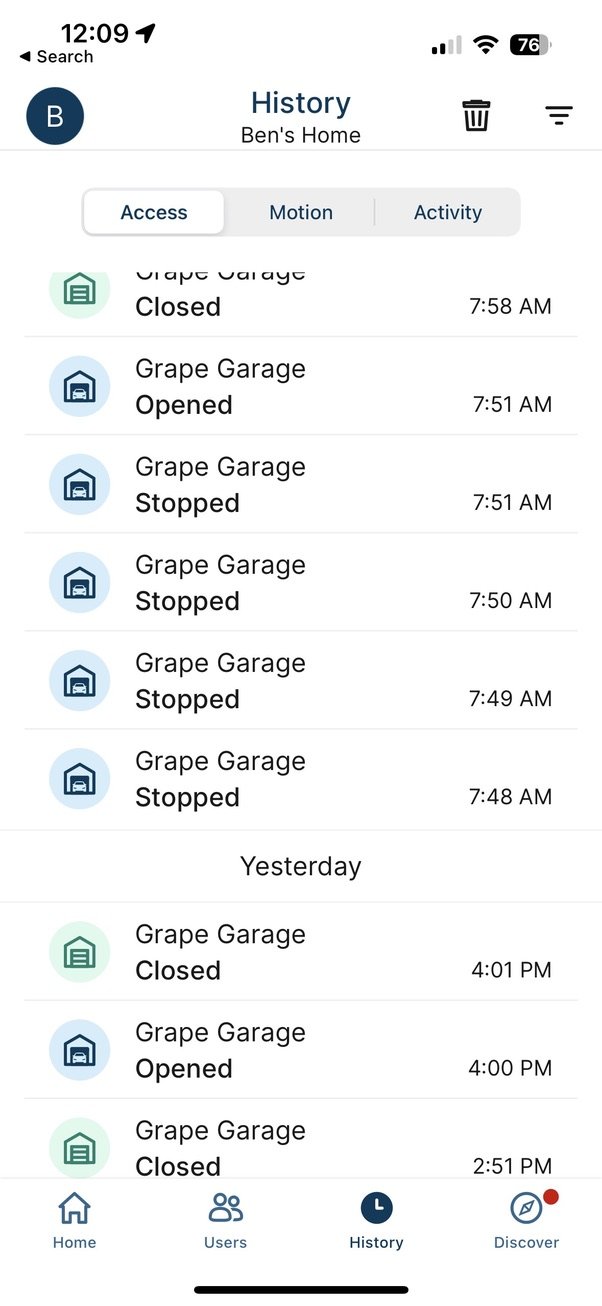 12:09
Search
76
B
History
Ben's Home
Access
Motion
Activity
Grape Garage
Closed
7:58 AM
Grape Garage
Opened
7:51 AM
Grape Garage
Stopped
7:51 AM
Grape Garage
Stopped
7:50 AM
Grape Garage
Stopped
7:49 AM
Grape Garage
Stopped
7:48 AM
Yesterday
Grape Garage
Closed
4:01 PM
Grape Garage
Opened
4:00 PM
Grape Garage
Closed
2:51 PM
Home
Users
History
Discover